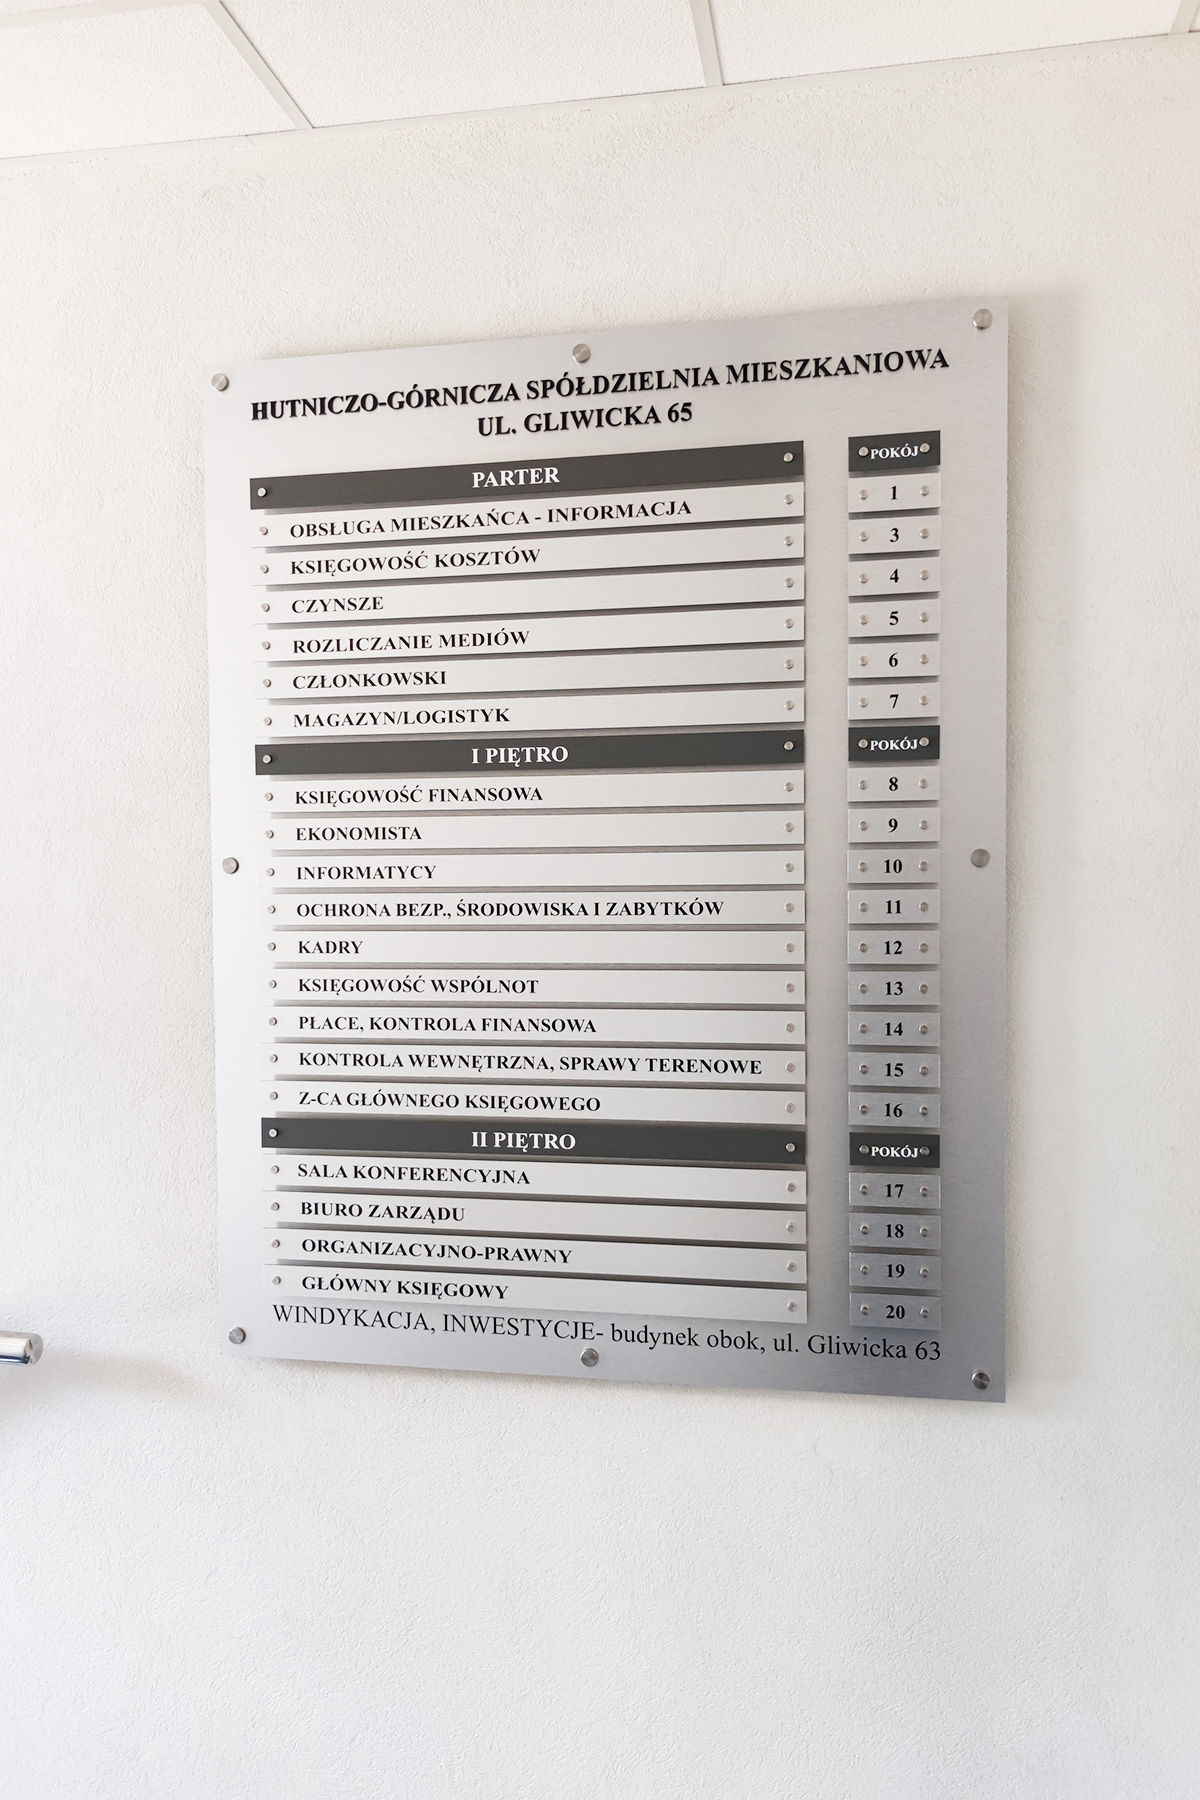 HUTNICZO-GÓRNICZA SPÓŁDZIELNIA MIESZKANIOWA
UL. GLIWICKA 65
PARTER POKÓJ
OBSŁUGA MIESZKAŃCA - INFORMACJA 1
KSIĘGOWOŚĆ KOSZTÓW 3
CZYNSZE 4
ROZLICZANIE MEDIÓW 5
CZŁONKOWSKI 6
MAGAZYN/LOGISTYK 7
I PIĘTRO POKÓJ
KSIĘGOWOŚĆ FINANSOWA 8
EKONOMISTA 9
INFORMATYCY 10
OCHRONA BEZP., ŚRODOWISKA I ZABYTKÓW 11
KADRY 12
KSIĘGOWOŚĆ WSPÓLNOT 13
PŁACE, KONTROLA FINANSOWA 14
KONTROLA WEWNĘTRZNA, SPRAWY TERENOWE 15
Z-CA GŁÓWNEGO KSIĘGOWEGO 16
II PIĘTRO POKÓJ
SALA KONFERENCYJNA 17
BIURO ZARZĄDU 18
ORGANIZACYJNO-PRAWNY 19
GŁÓWNY KSIĘGOWY 20
WINDYKACJA, INWESTYCJE- budynek obok, ul. Gliwicka 63